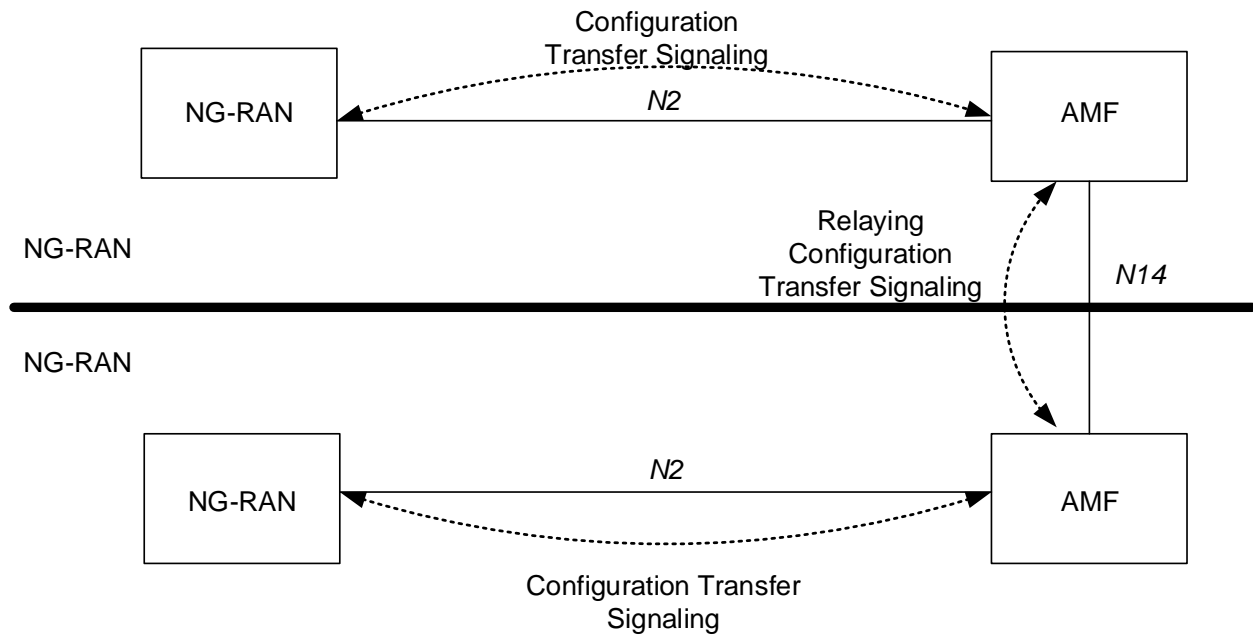 Configuration
Transfer Signaling
NG-RAN
N2
AMF
NG-RAN
Relaying
Configuration
Transfer Signaling
N14
NG-RAN
NG-RAN
N2
AMF
Configuration Transfer
Signaling